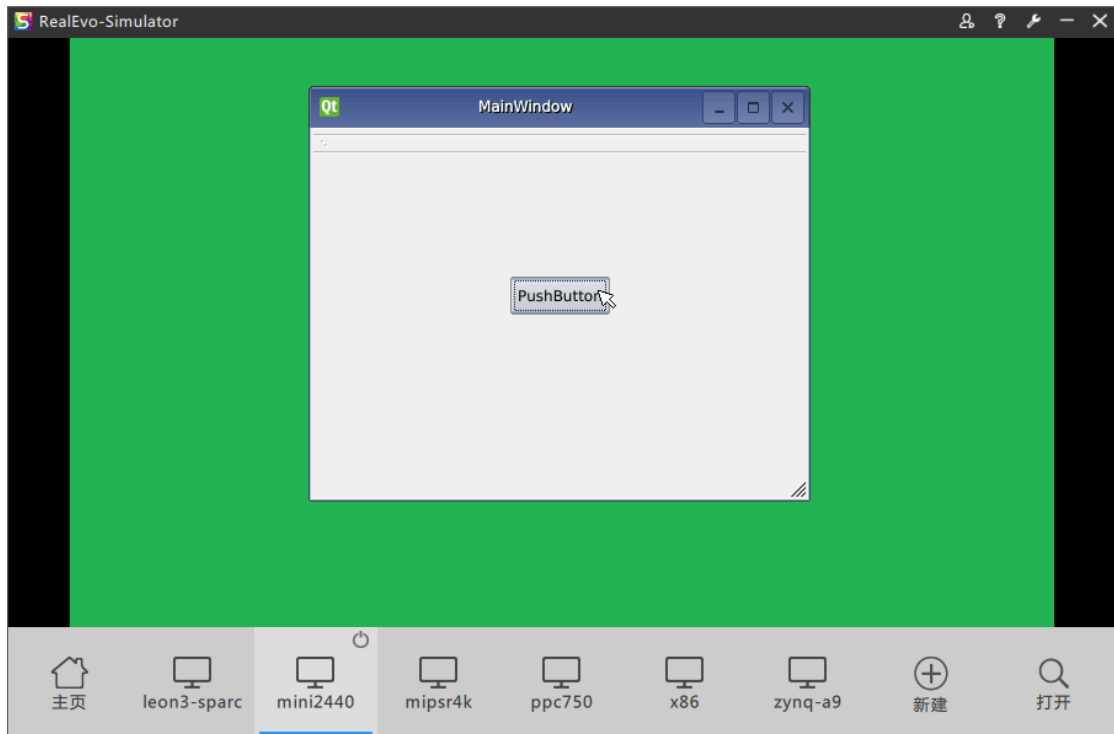 RealEvo-Simulator
Qt MainWindow
PushButton
主页
leon3-sparc
mini2440
mipsr4k
ppc750
x86
zynq-a9
新建
打开